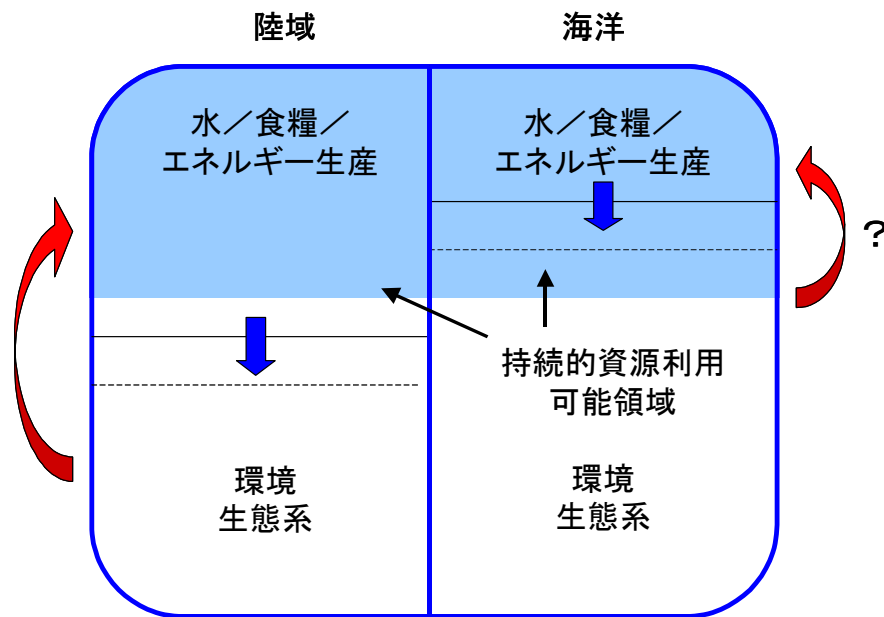 陸域
海洋
水／食糧／
エネルギー生産
水／食糧／
エネルギー生産
？
持続的資源利用
可能領域
環境
生態系
環境
生態系